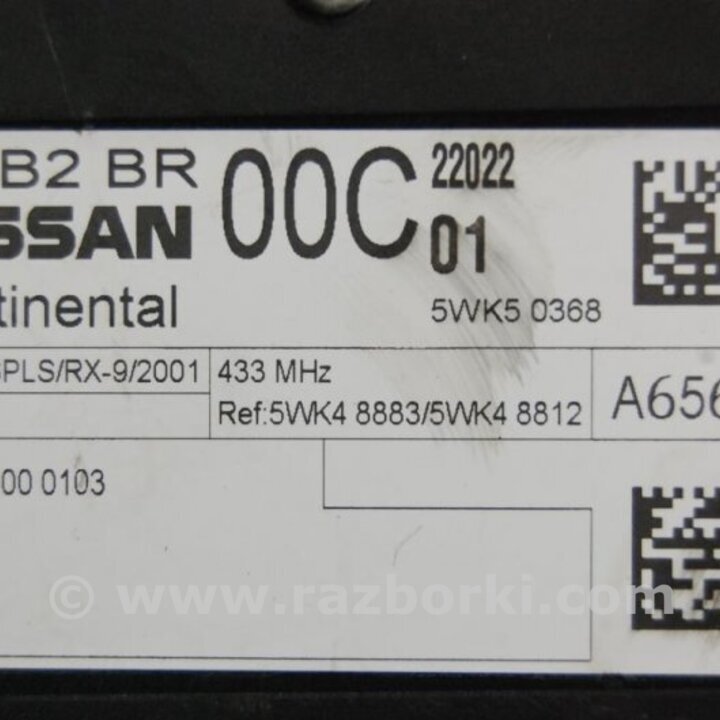 B2 BR
00C
22022
01
SSAN
tinental
5WK5 0368
SPLS/RX-9/2001
433 MHz
Ref:5WK4 8883/5WK4 8812
A656
00 0103
© www.razborki.com